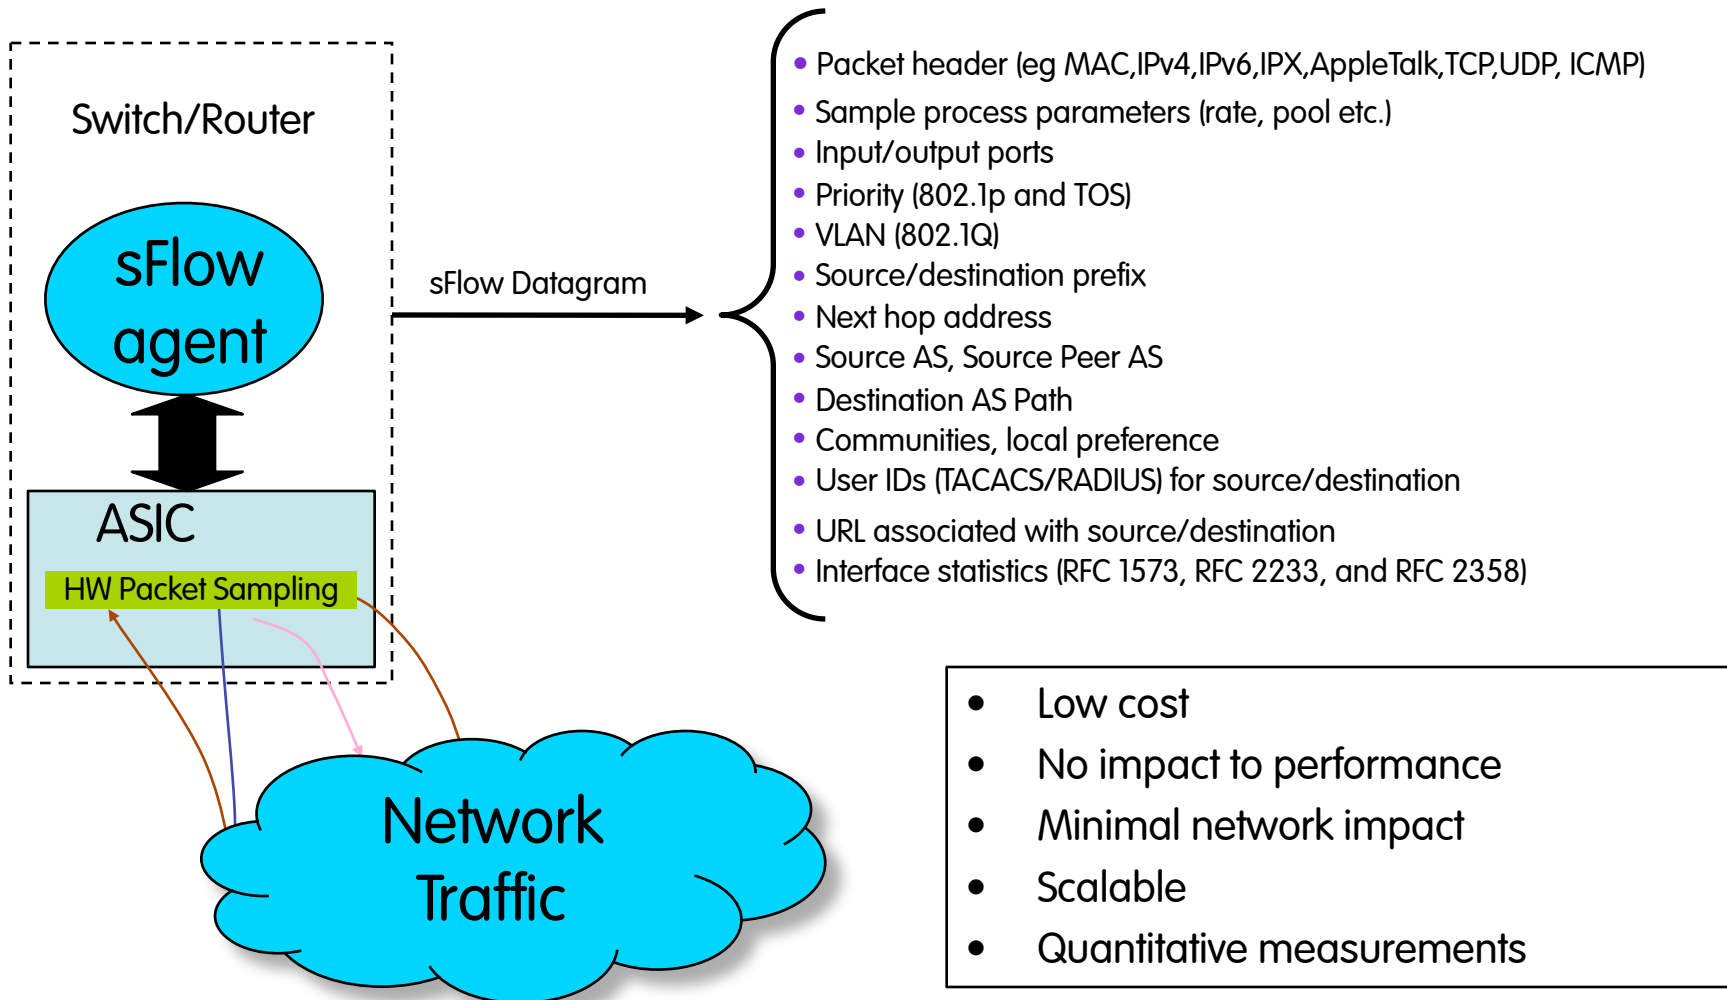 Switch/Router
sFlow
agent
ASIC
HW Packet Sampling
Network
Traffic
sFlow Datagram
• Packet header (eg MAC,IPv4,IPv6,IPX,AppleTalk,TCP,UDP, ICMP)
• Sample process parameters (rate, pool etc.)
• Input/output ports
• Priority (802.1p and TOS)
• VLAN (802.1Q)
• Source/destination prefix
• Next hop address
• Source AS, Source Peer AS
• Destination AS Path
• Communities, local preference
• User IDs (TACACS/RADIUS) for source/destination
• URL associated with source/destination
• Interface statistics (RFC 1573, RFC 2233, and RFC 2358)
• Low cost
• No impact to performance
• Minimal network impact
• Scalable
• Quantitative measurements